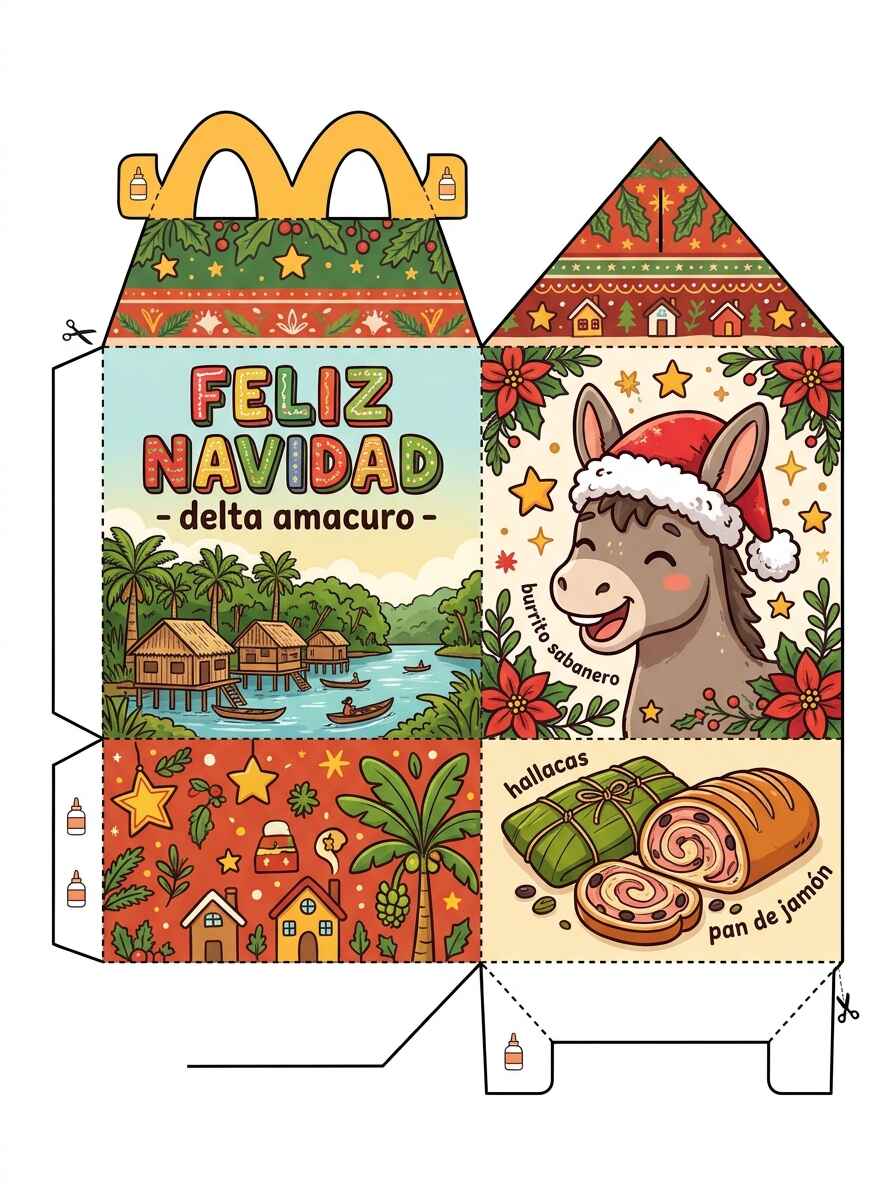 FELIZ
NAVIDAD
- delta amacuro -
burrito sabanero
hallacas
pan de jamón